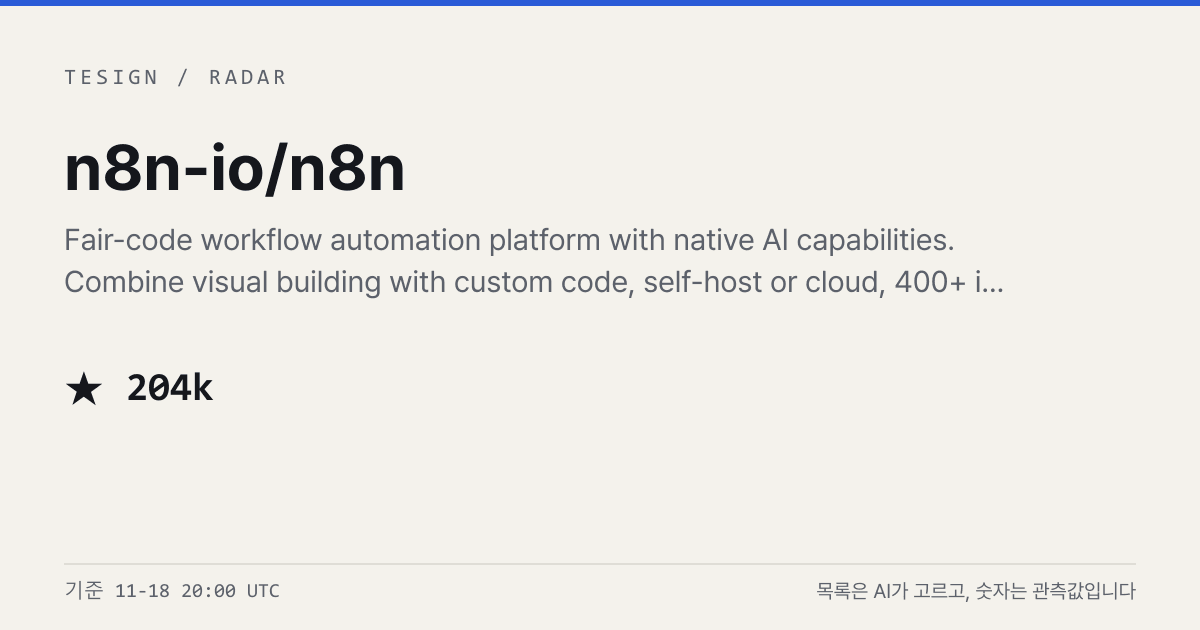 TESIGN / RADAR
n8n-io/n8n
Fair-code workflow automation platform with native AI capabilities.
Combine visual building with custom code, self-host or cloud, 400+ i...
★ 204k
기준 11-18 20:00 UTC
목록은 AI가 고르고, 숫자는 관측값입니다